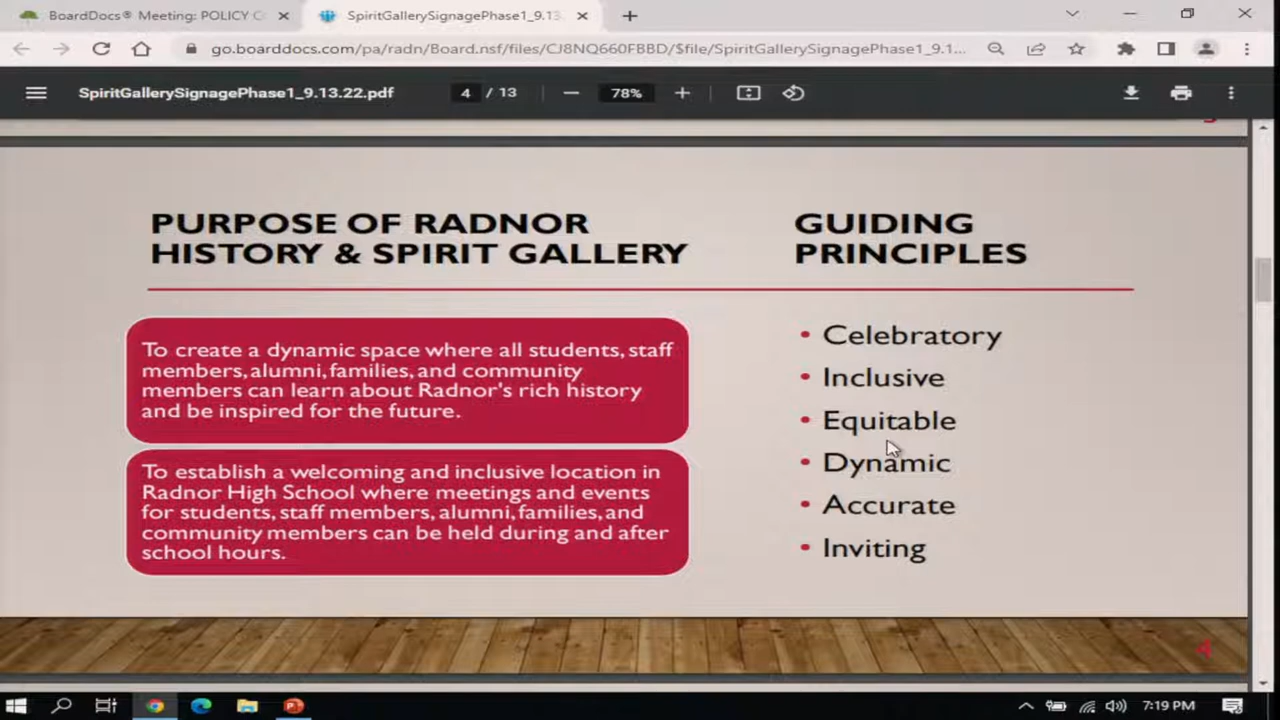 BoardDocs® Meeting: POLICY C
SpiritGallerySignagePhase1_9.13
go.boarddocs.com/pa/radn/Board.nsf/files/CJ8NQ660FBBD/$file/SpiritGallerySignagePhase1_9.1...
SpiritGallerySignagePhase1_9.13.22.pdf
4 / 13
78%
PURPOSE OF RADNOR
HISTORY & SPIRIT GALLERY
To create a dynamic space where all students, staff
members, alumni, families, and community
members can learn about Radnor's rich history
and be inspired for the future.
To establish a welcoming and inclusive location in
Radnor High School where meetings and events
for students, staff members, alumni, families, and
community members can be held during and after
school hours.
GUIDING
PRINCIPLES
• Celebratory
• Inclusive
• Equitable
• Dynamic
• Accurate
• Inviting
4
7:19 PM